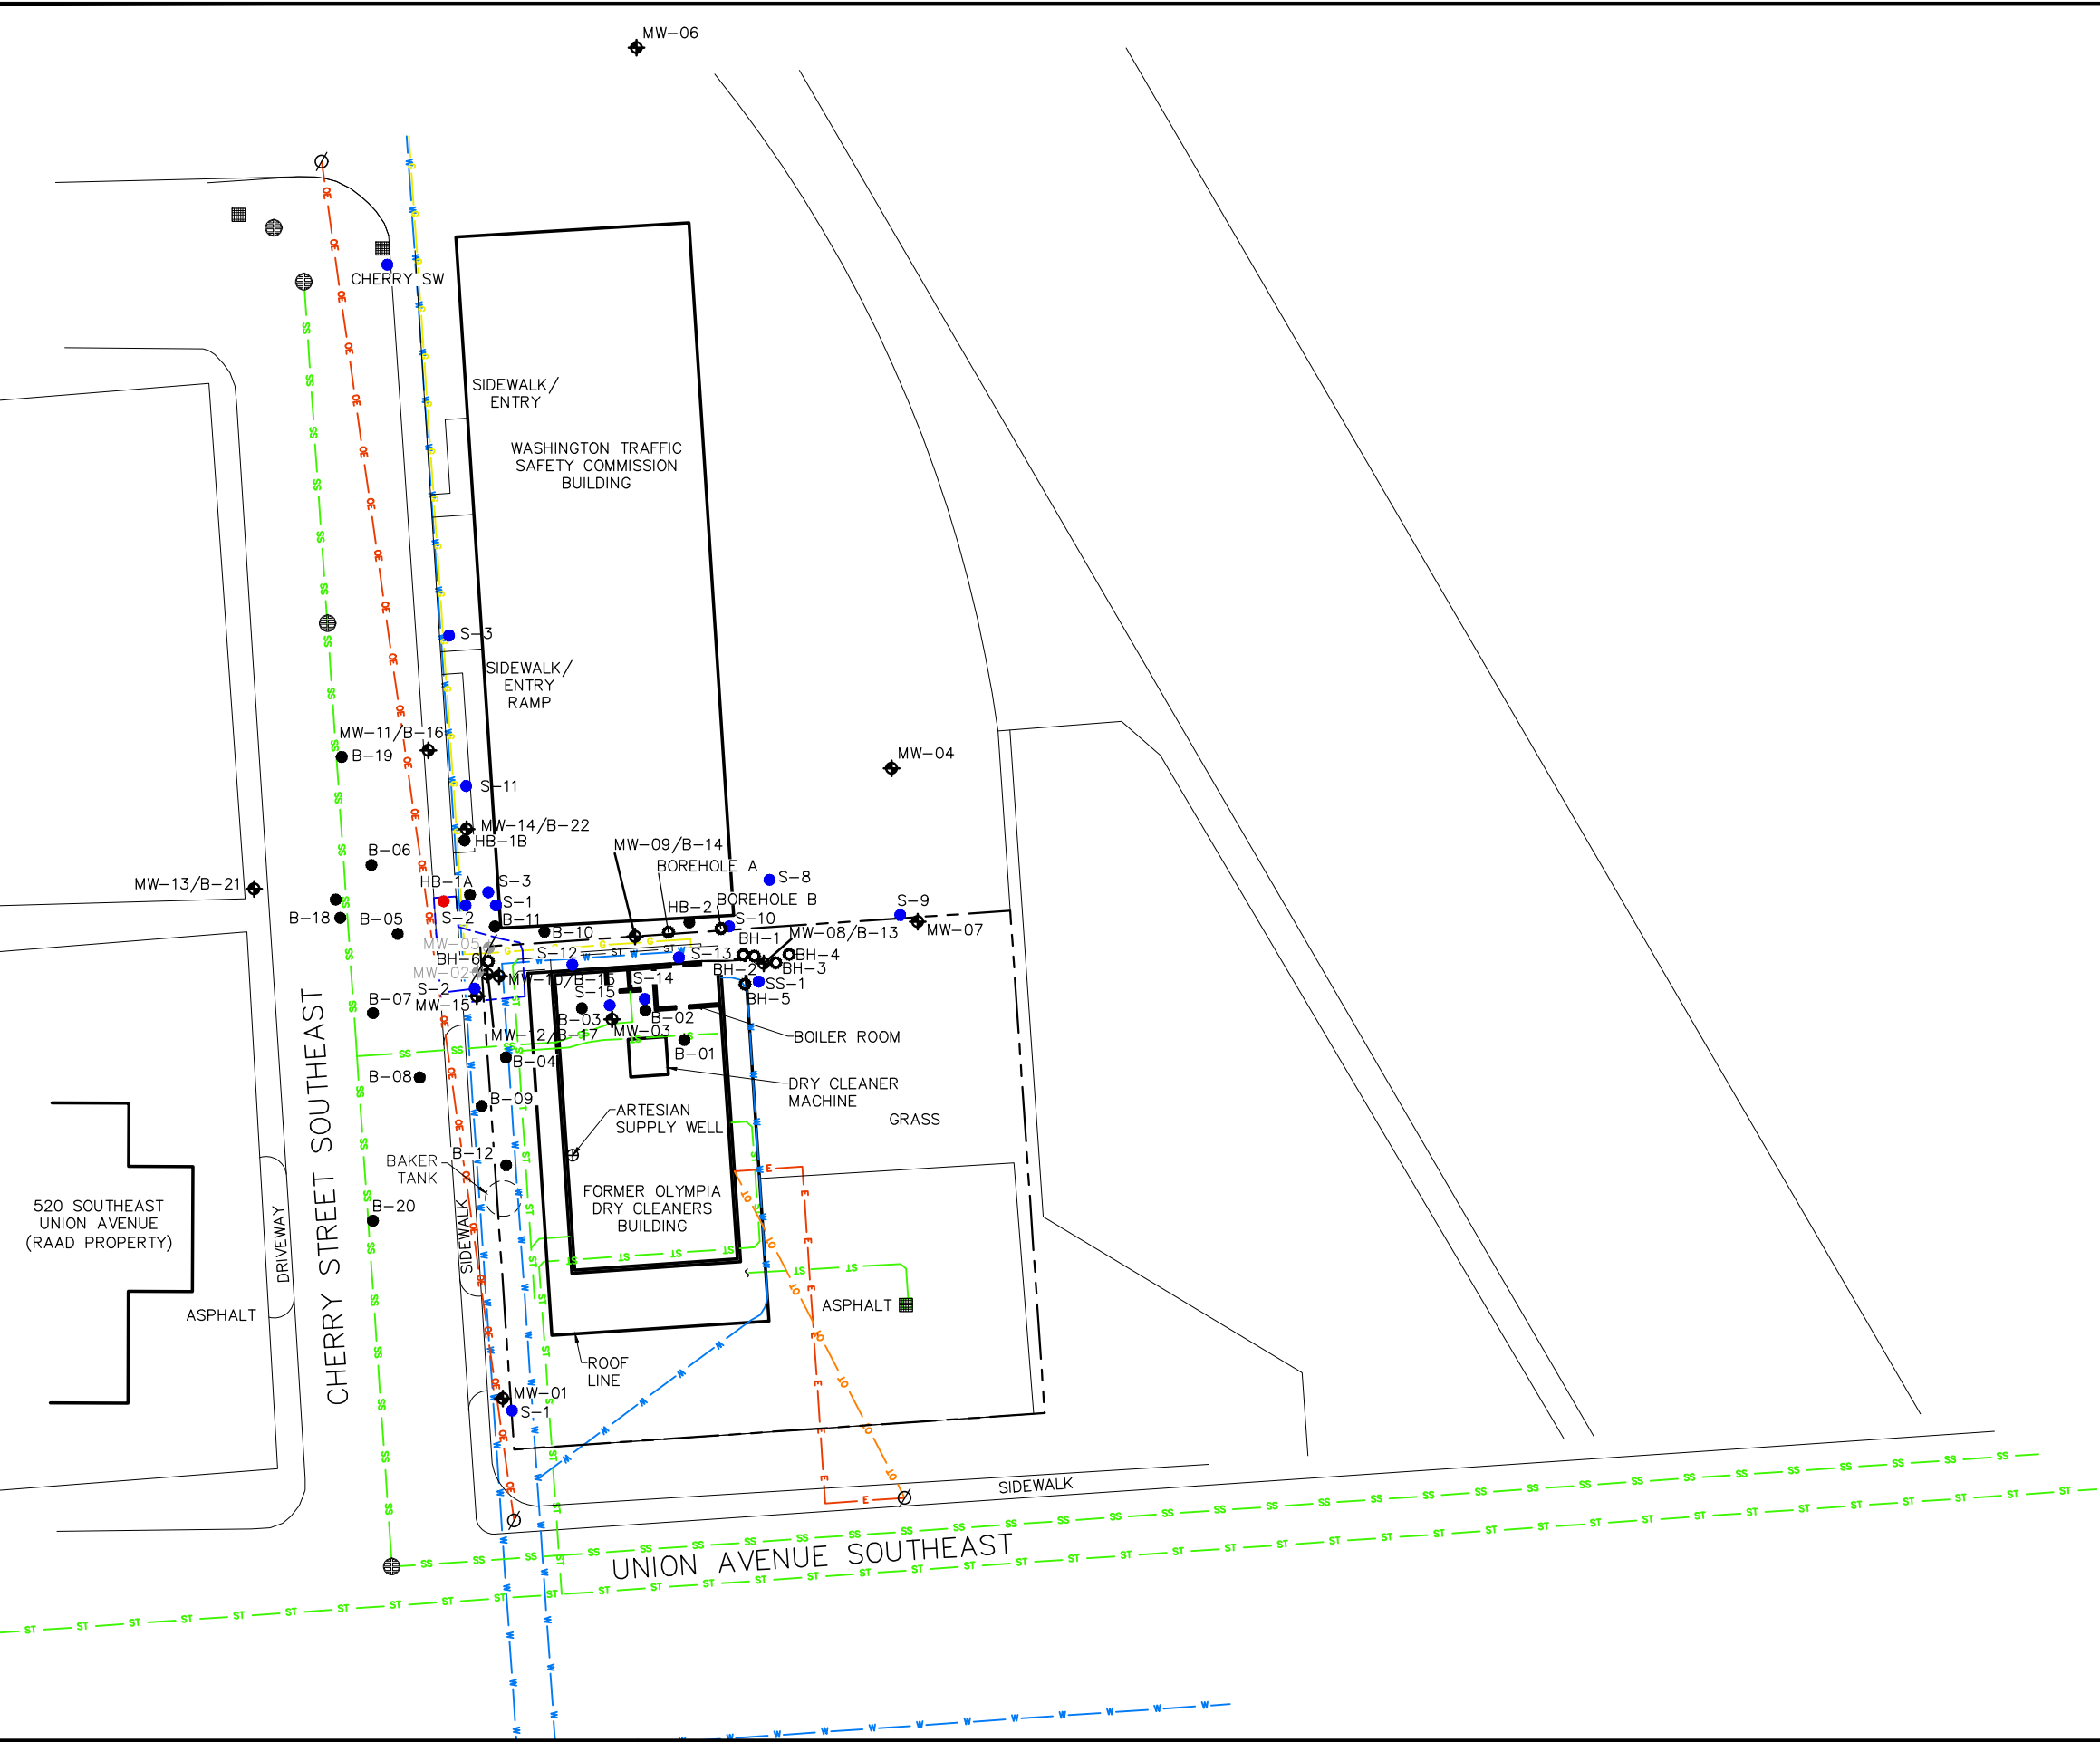 MW-06
CHERRY SW
SIDEWALK/
ENTRY
WASHINGTON TRAFFIC
SAFETY COMMISSION
BUILDING
S-3
SIDEWALK/
ENTRY
RAMP
MW-11/B-16
B-19
MW-04
S-11
MW-14/B-22
HB-1B
MW-09/B-14
B-06
BOREHOLE A
MW-13/B-21
HB-1A
S-3
S-8
S-1
BOREHOLE B
S-9
B-18
B-05
S-2
B-11
HB-2
S-10
MW-07
B-10
MW-08/B-13
MW-05
S-12
BH-1
BH-4
BH-6
S-13
BH-3
MW-02
BH-2
MW-10/B-15
S-14
SS-1
S-2
S-15
BH-5
B-07
MW-15
B-03
B-02
MW-03
MW-12/B-17
BOILER ROOM
B-01
B-04
B-08
DRY CLEANER
MACHINE
B-09
ARTESIAN
SUPPLY WELL
GRASS
B-12
BAKER
TANK
FORMER OLYMPIA
DRY CLEANERS
BUILDING
520 SOUTHEAST
UNION AVENUE
(RAAD PROPERTY)
B-20
DRIVEWAY
CHERRY STREET SOUTHEAST
SIDEWALK
ASPHALT
ASPHALT
ROOF
LINE
MW-01
S-1
SIDEWALK
UNION AVENUE SOUTHEAST